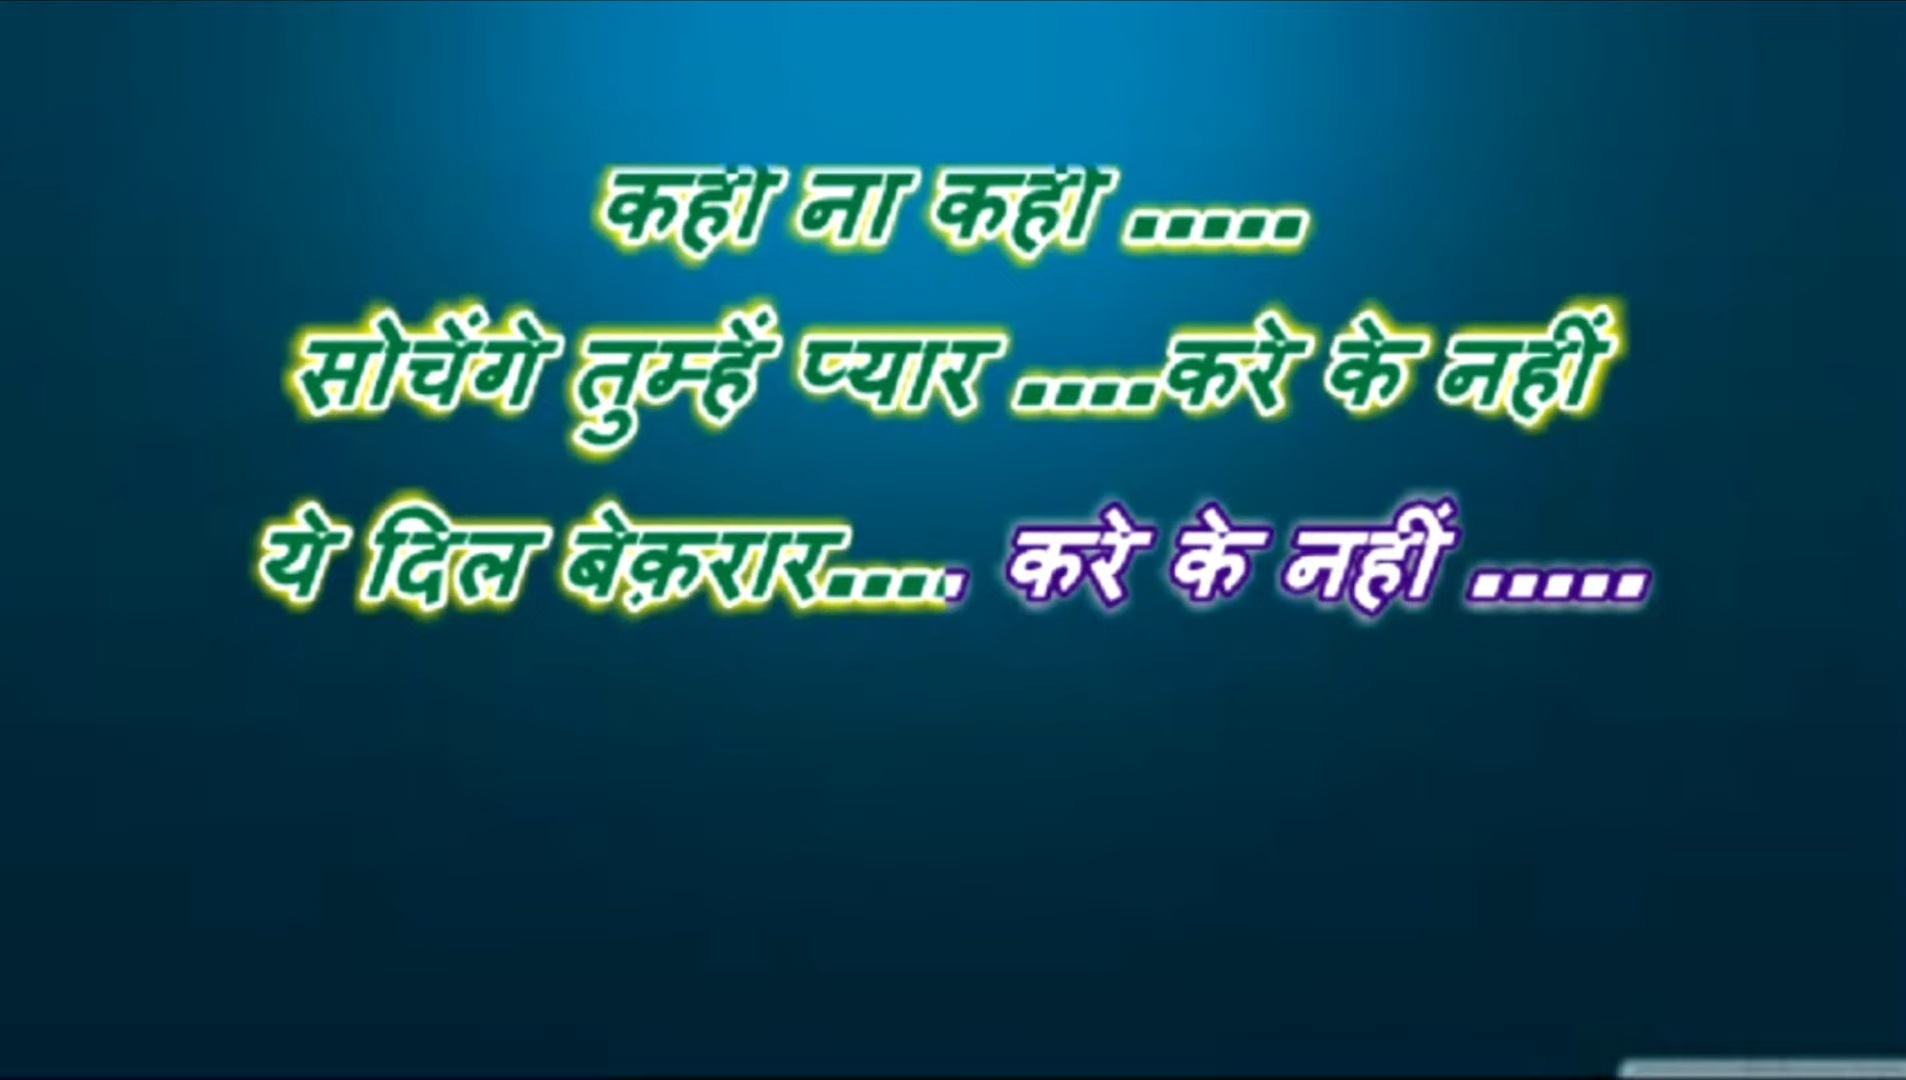 कहीं ना कहीं .....
सोचेंगे तुम्हें प्यार ....करे के नहीं
ये दिल बेक़रार.... . करे के नहीं .....